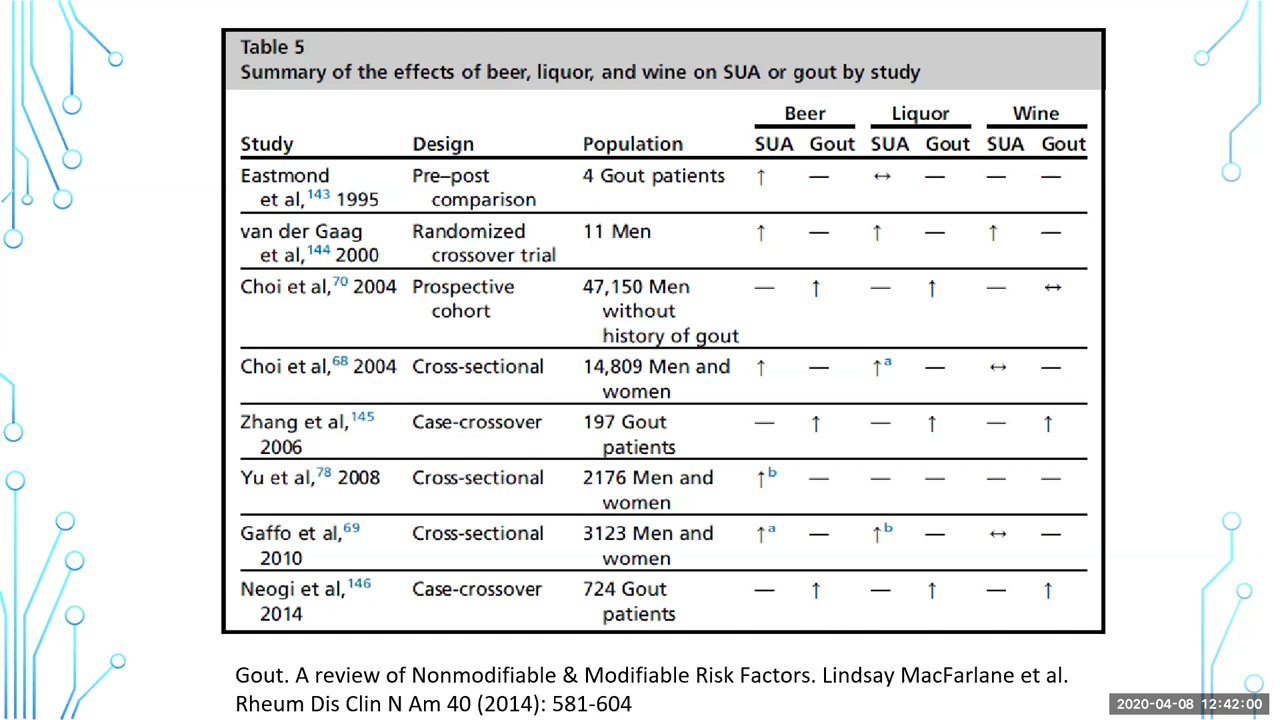 Table 5
Summary of the effects of beer, liquor, and wine on SUA or gout by study
Beer Liquor Wine
Study Design Population SUA Gout SUA Gout SUA Gout
Eastmond Pre–post 4 Gout patients ↑ — ↔ — — —
et al,143 1995 comparison
van der Gaag Randomized 11 Men ↑ — ↑ — ↑ —
et al,144 2000 crossover trial
Choi et al,70 2004 Prospective 47,150 Men — ↑ — ↑ — ↔
cohort without
history of gout
Choi et al,68 2004 Cross-sectional 14,809 Men and ↑ — ↑a — ↔ —
women
Zhang et al,145 Case-crossover 197 Gout — ↑ — ↑ — ↑
2006 patients
Yu et al,78 2008 Cross-sectional 2176 Men and ↑b — — — — —
women
Gaffo et al,69 Cross-sectional 3123 Men and ↑a — ↑b — ↔ —
2010 women
Neogi et al,146 Case-crossover 724 Gout — ↑ — ↑ — ↑
2014 patients
Gout. A review of Nonmodifiable & Modifiable Risk Factors. Lindsay MacFarlane et al.
Rheum Dis Clin N Am 40 (2014): 581-604
2020-04-08 12:42:00